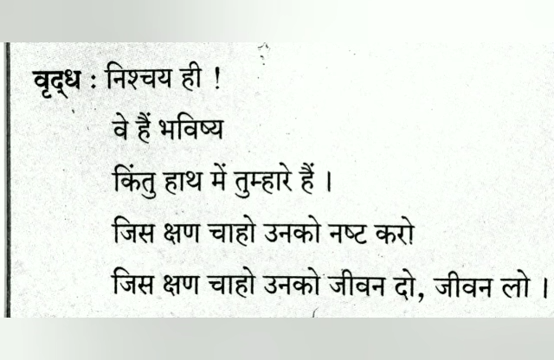 वृद्ध : निश्चय ही !
वे हैं भविष्य
किंतु हाथ में तुम्हारे हैं ।
जिस क्षण चाहो उनको नष्ट करो
जिस क्षण चाहो उनको जीवन दो, जीवन लो ।